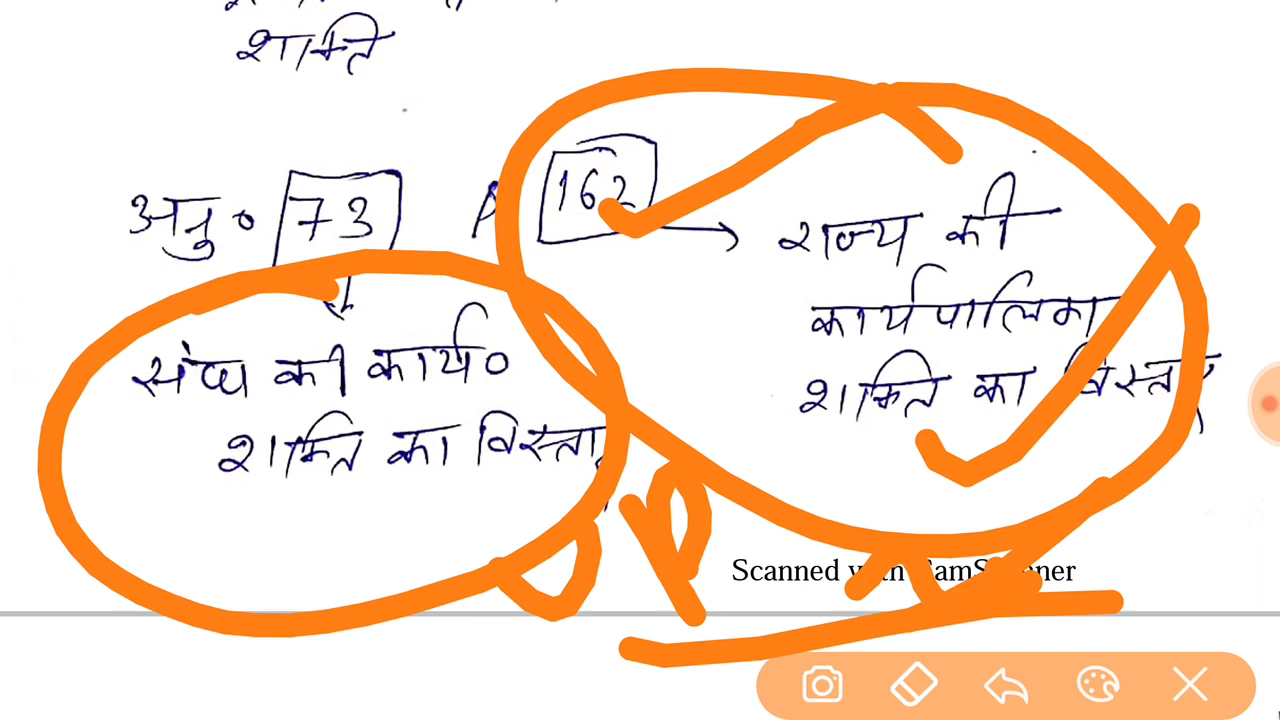 शक्ति
अनु० 73
162 → राज्य की
कार्यपालिका
शक्ति का विस्तार
संघ की कार्य०
शक्ति का विस्तार
Scanned with CamScanner